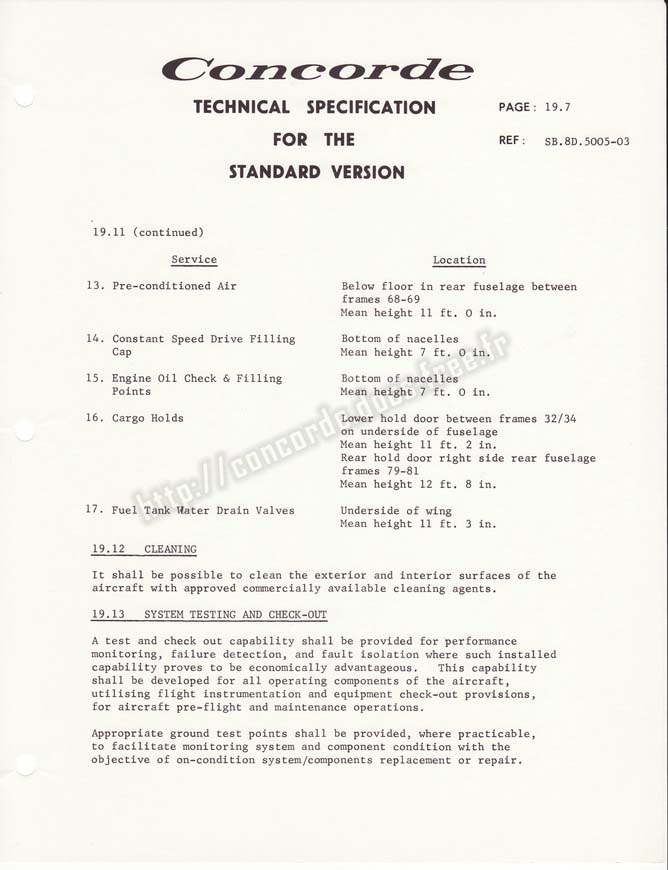 Concorde
TECHNICAL SPECIFICATION
FOR THE
STANDARD VERSION
PAGE: 19.7
REF: SB.8D.5005-03
19.11 (continued)
Service Location
13. Pre-conditioned Air Below floor in rear fuselage between
frames 68-69
Mean height 11 ft. 0 in.
14. Constant Speed Drive Filling Bottom of nacelles
Cap Mean height 7 ft. 0 in.
15. Engine Oil Check & Filling Bottom of nacelles
Points Mean height 7 ft. 0 in.
16. Cargo Holds Lower hold door between frames 32/34
on underside of fuselage
Mean height 11 ft. 2 in.
Rear hold door right side rear fuselage
frames 79-81
Mean height 12 ft. 8 in.
17. Fuel Tank Water Drain Valves Underside of wing
Mean height 11 ft. 3 in.
http://concorde.docs.free.fr
19.12 CLEANING
It shall be possible to clean the exterior and interior surfaces of the
aircraft with approved commercially available cleaning agents.
19.13 SYSTEM TESTING AND CHECK-OUT
A test and check out capability shall be provided for performance
monitoring, failure detection, and fault isolation where such installed
capability proves to be economically advantageous. This capability
shall be developed for all operating components of the aircraft,
utilising flight instrumentation and equipment check-out provisions,
for aircraft pre-flight and maintenance operations.
Appropriate ground test points shall be provided, where practicable,
to facilitate monitoring system and component condition with the
objective of on-condition system/components replacement or repair.